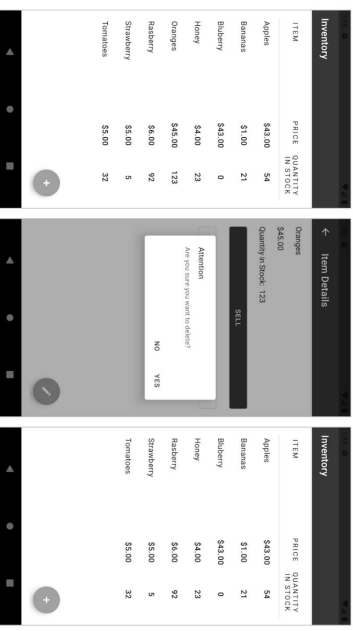 Inventory
ITEM PRICE QUANTITY
IN STOCK
Apples $43.00 54
Bananas $1.00 21
Bluberry $43.00 0
Honey $4.00 23
Oranges $45.00 123
Rasberry $6.00 92
Strawberry $5.00 5
Tomatoes $5.00 32
+
Item Details
Oranges
$45.00
Quantity in Stock: 123
SELL
Attention
Are you sure you want to delete?
NO YES
Inventory
ITEM PRICE QUANTITY
IN STOCK
Apples $43.00 54
Bananas $1.00 21
Bluberry $43.00 0
Honey $4.00 23
Rasberry $6.00 92
Strawberry $5.00 5
Tomatoes $5.00 32
+